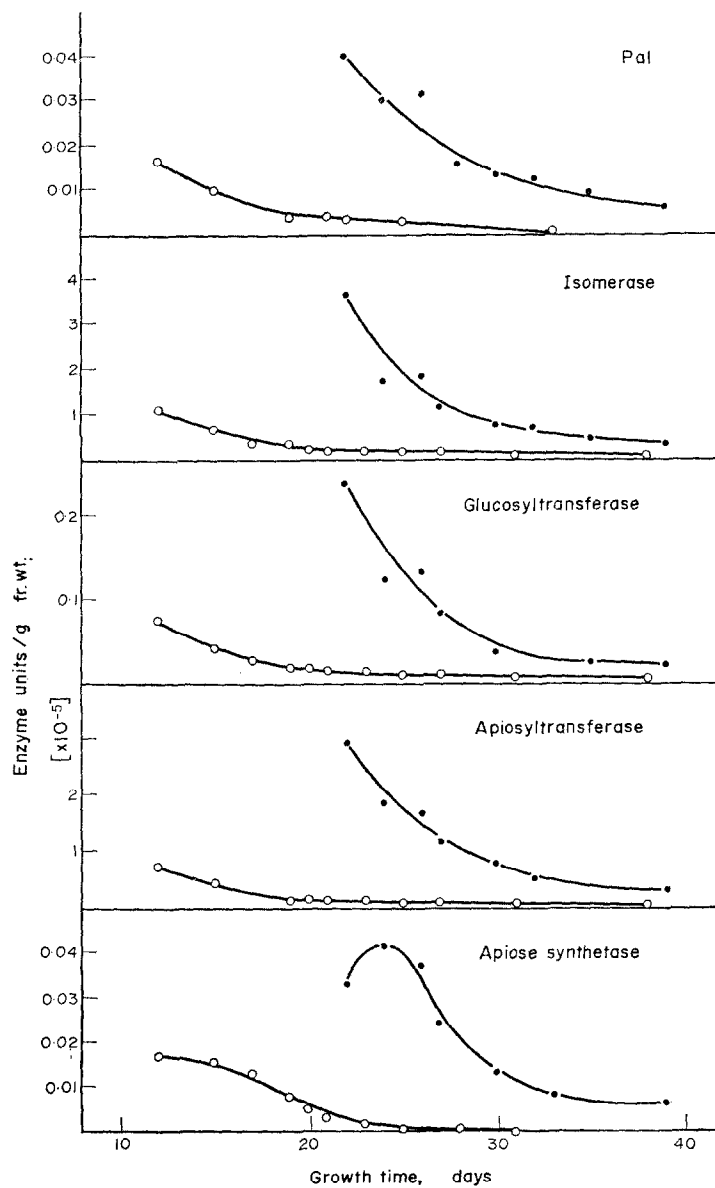 Pal
0·04
0·03
0·02
0·01
Isomerase
4
3
2
1
Glucosyltransferase
0·2
0·1
Enzyme units/g fr. wt.
[x10⁻⁵]
Apiosyltransferase
2
1
Apiose synthetase
0·04
0·03
0·02
0·01
10 20 30 40
Growth time, days